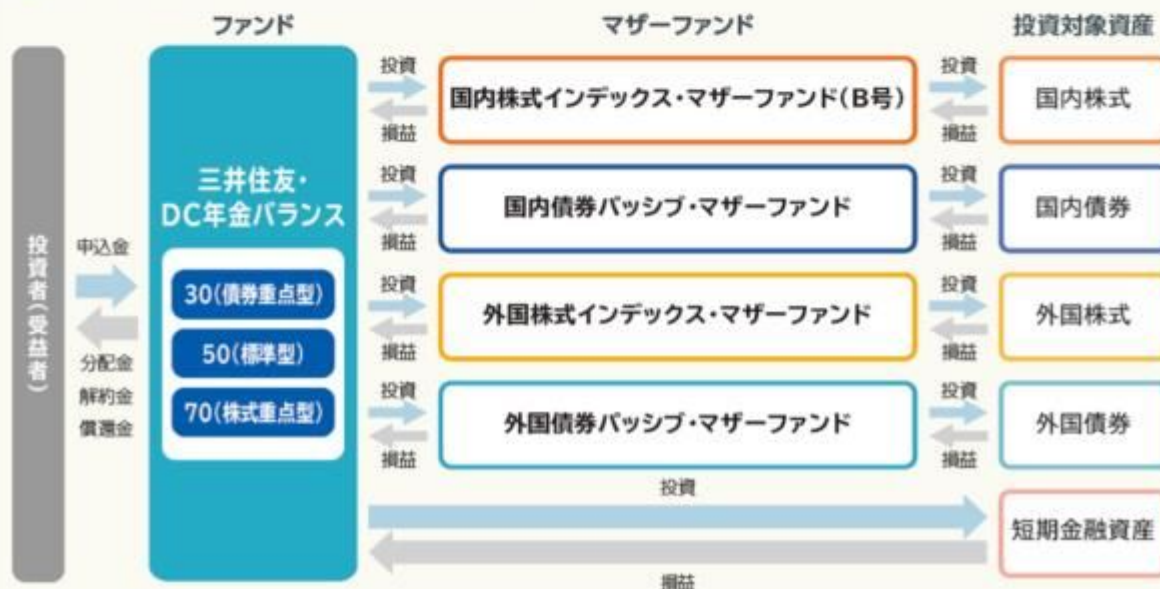 ファンド
マザーファンド
投資対象資産
投資者(受益者)
申込金
分配金
解約金
償還金
三井住友・
DC年金バランス
30(債券重点型)
50(標準型)
70(株式重点型)
投資
損益
国内株式インデックス・マザーファンド(B号)
投資
損益
国内株式
投資
損益
国内債券パッシブ・マザーファンド
投資
損益
国内債券
投資
損益
外国株式インデックス・マザーファンド
投資
損益
外国株式
投資
損益
外国債券パッシブ・マザーファンド
投資
損益
外国債券
投資
損益
短期金融資産